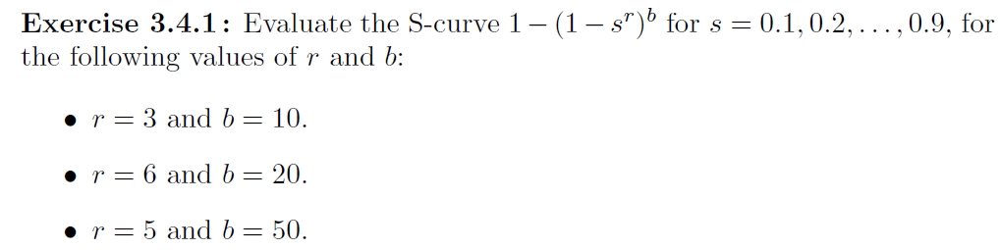 Exercise 3.4.1: Evaluate the S-curve 1 − (1 − s^r)^b for s = 0.1, 0.2, . . . , 0.9, for
the following values of r and b:
• r = 3 and b = 10.
• r = 6 and b = 20.
• r = 5 and b = 50.